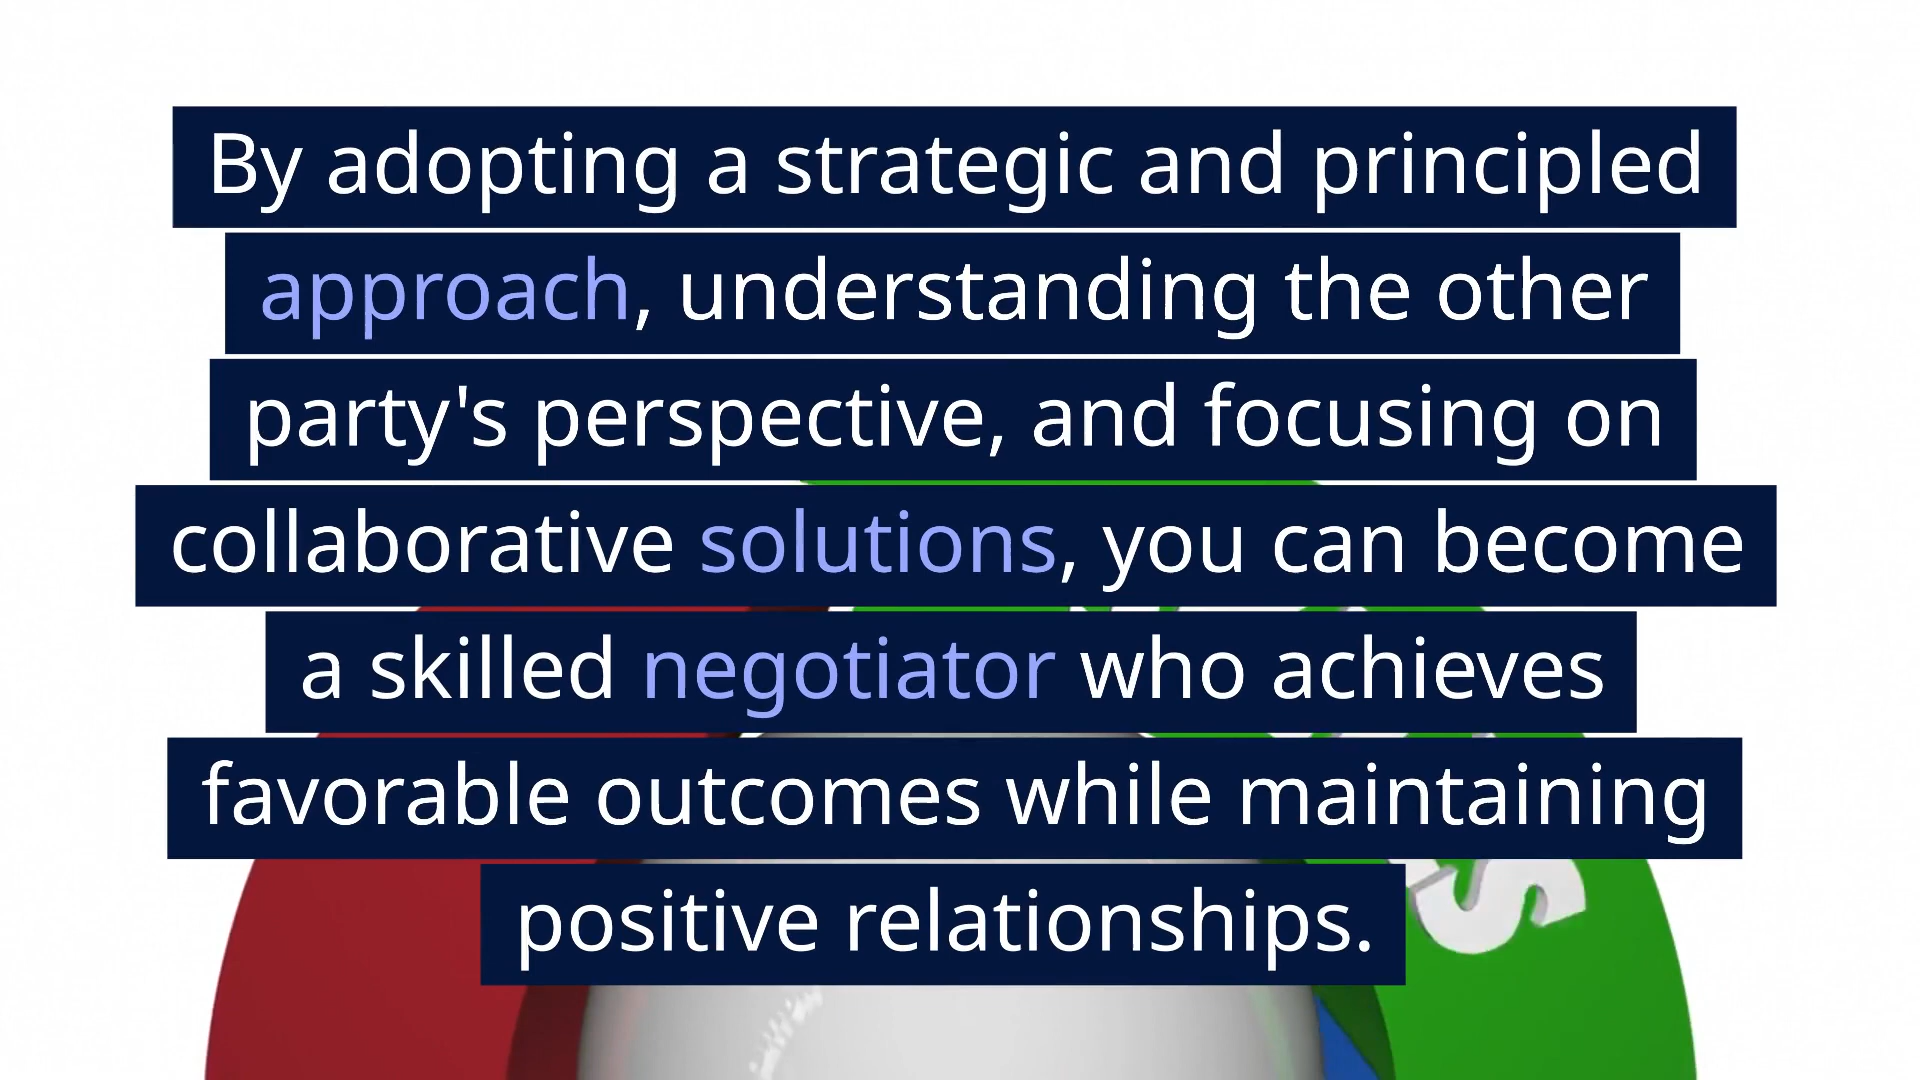 By adopting a strategic and principled
approach, understanding the other
party's perspective, and focusing on
collaborative solutions, you can become
a skilled negotiator who achieves
favorable outcomes while maintaining
positive relationships.
S